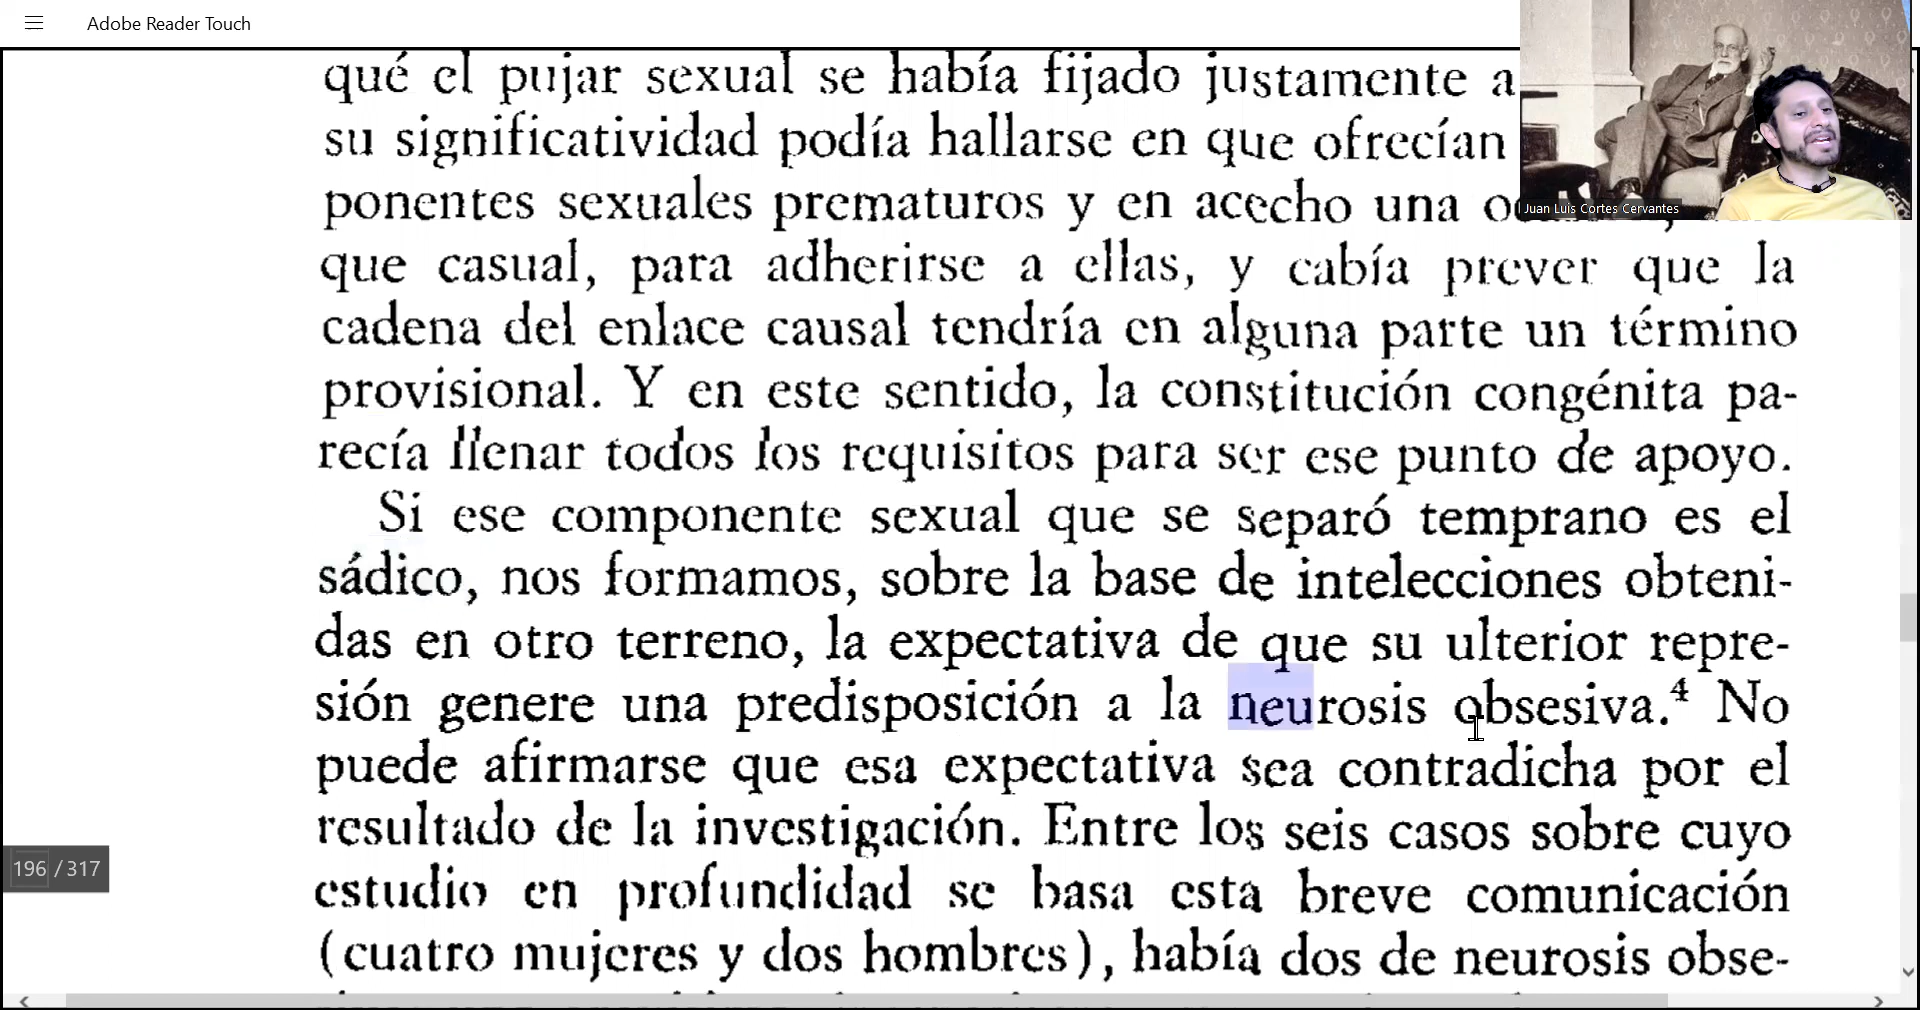 Adobe Reader Touch
qué el pujar sexual se había fijado justamente a
su significatividad podía hallarse en que ofrecían
Juan Luis Cortes Cervantes
ponentes sexuales prematuros y en acecho una
que casual, para adherirse a ellas, y cabía prever que la
cadena del enlace causal tendría en alguna parte un término
provisional. Y en este sentido, la constitución congénita pa-
recía llenar todos los requisitos para ser ese punto de apoyo.
Si ese componente sexual que se separó temprano es el
sádico, nos formamos, sobre la base de intelecciones obteni-
das en otro terreno, la expectativa de que su ulterior repre-
sión genere una predisposición a la neurosis obsesiva.⁴ No
puede afirmarse que esa expectativa sea contradicha por el
resultado de la investigación. Entre los seis casos sobre cuyo
196 / 317
estudio en profundidad se basa esta breve comunicación
(cuatro mujeres y dos hombres), había dos de neurosis obse-